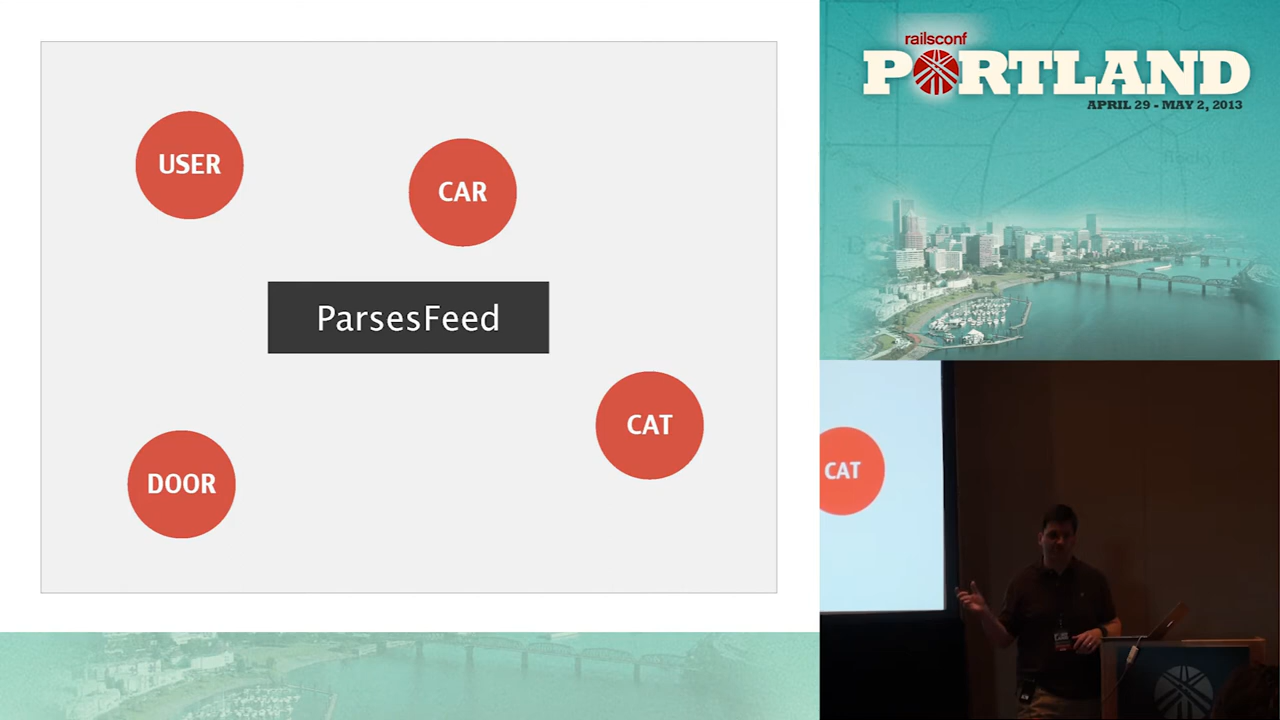 USER
CAR
ParsesFeed
CAT
DOOR
railsconf
PORTLAND
APRIL 29 - MAY 2, 2013
CAT